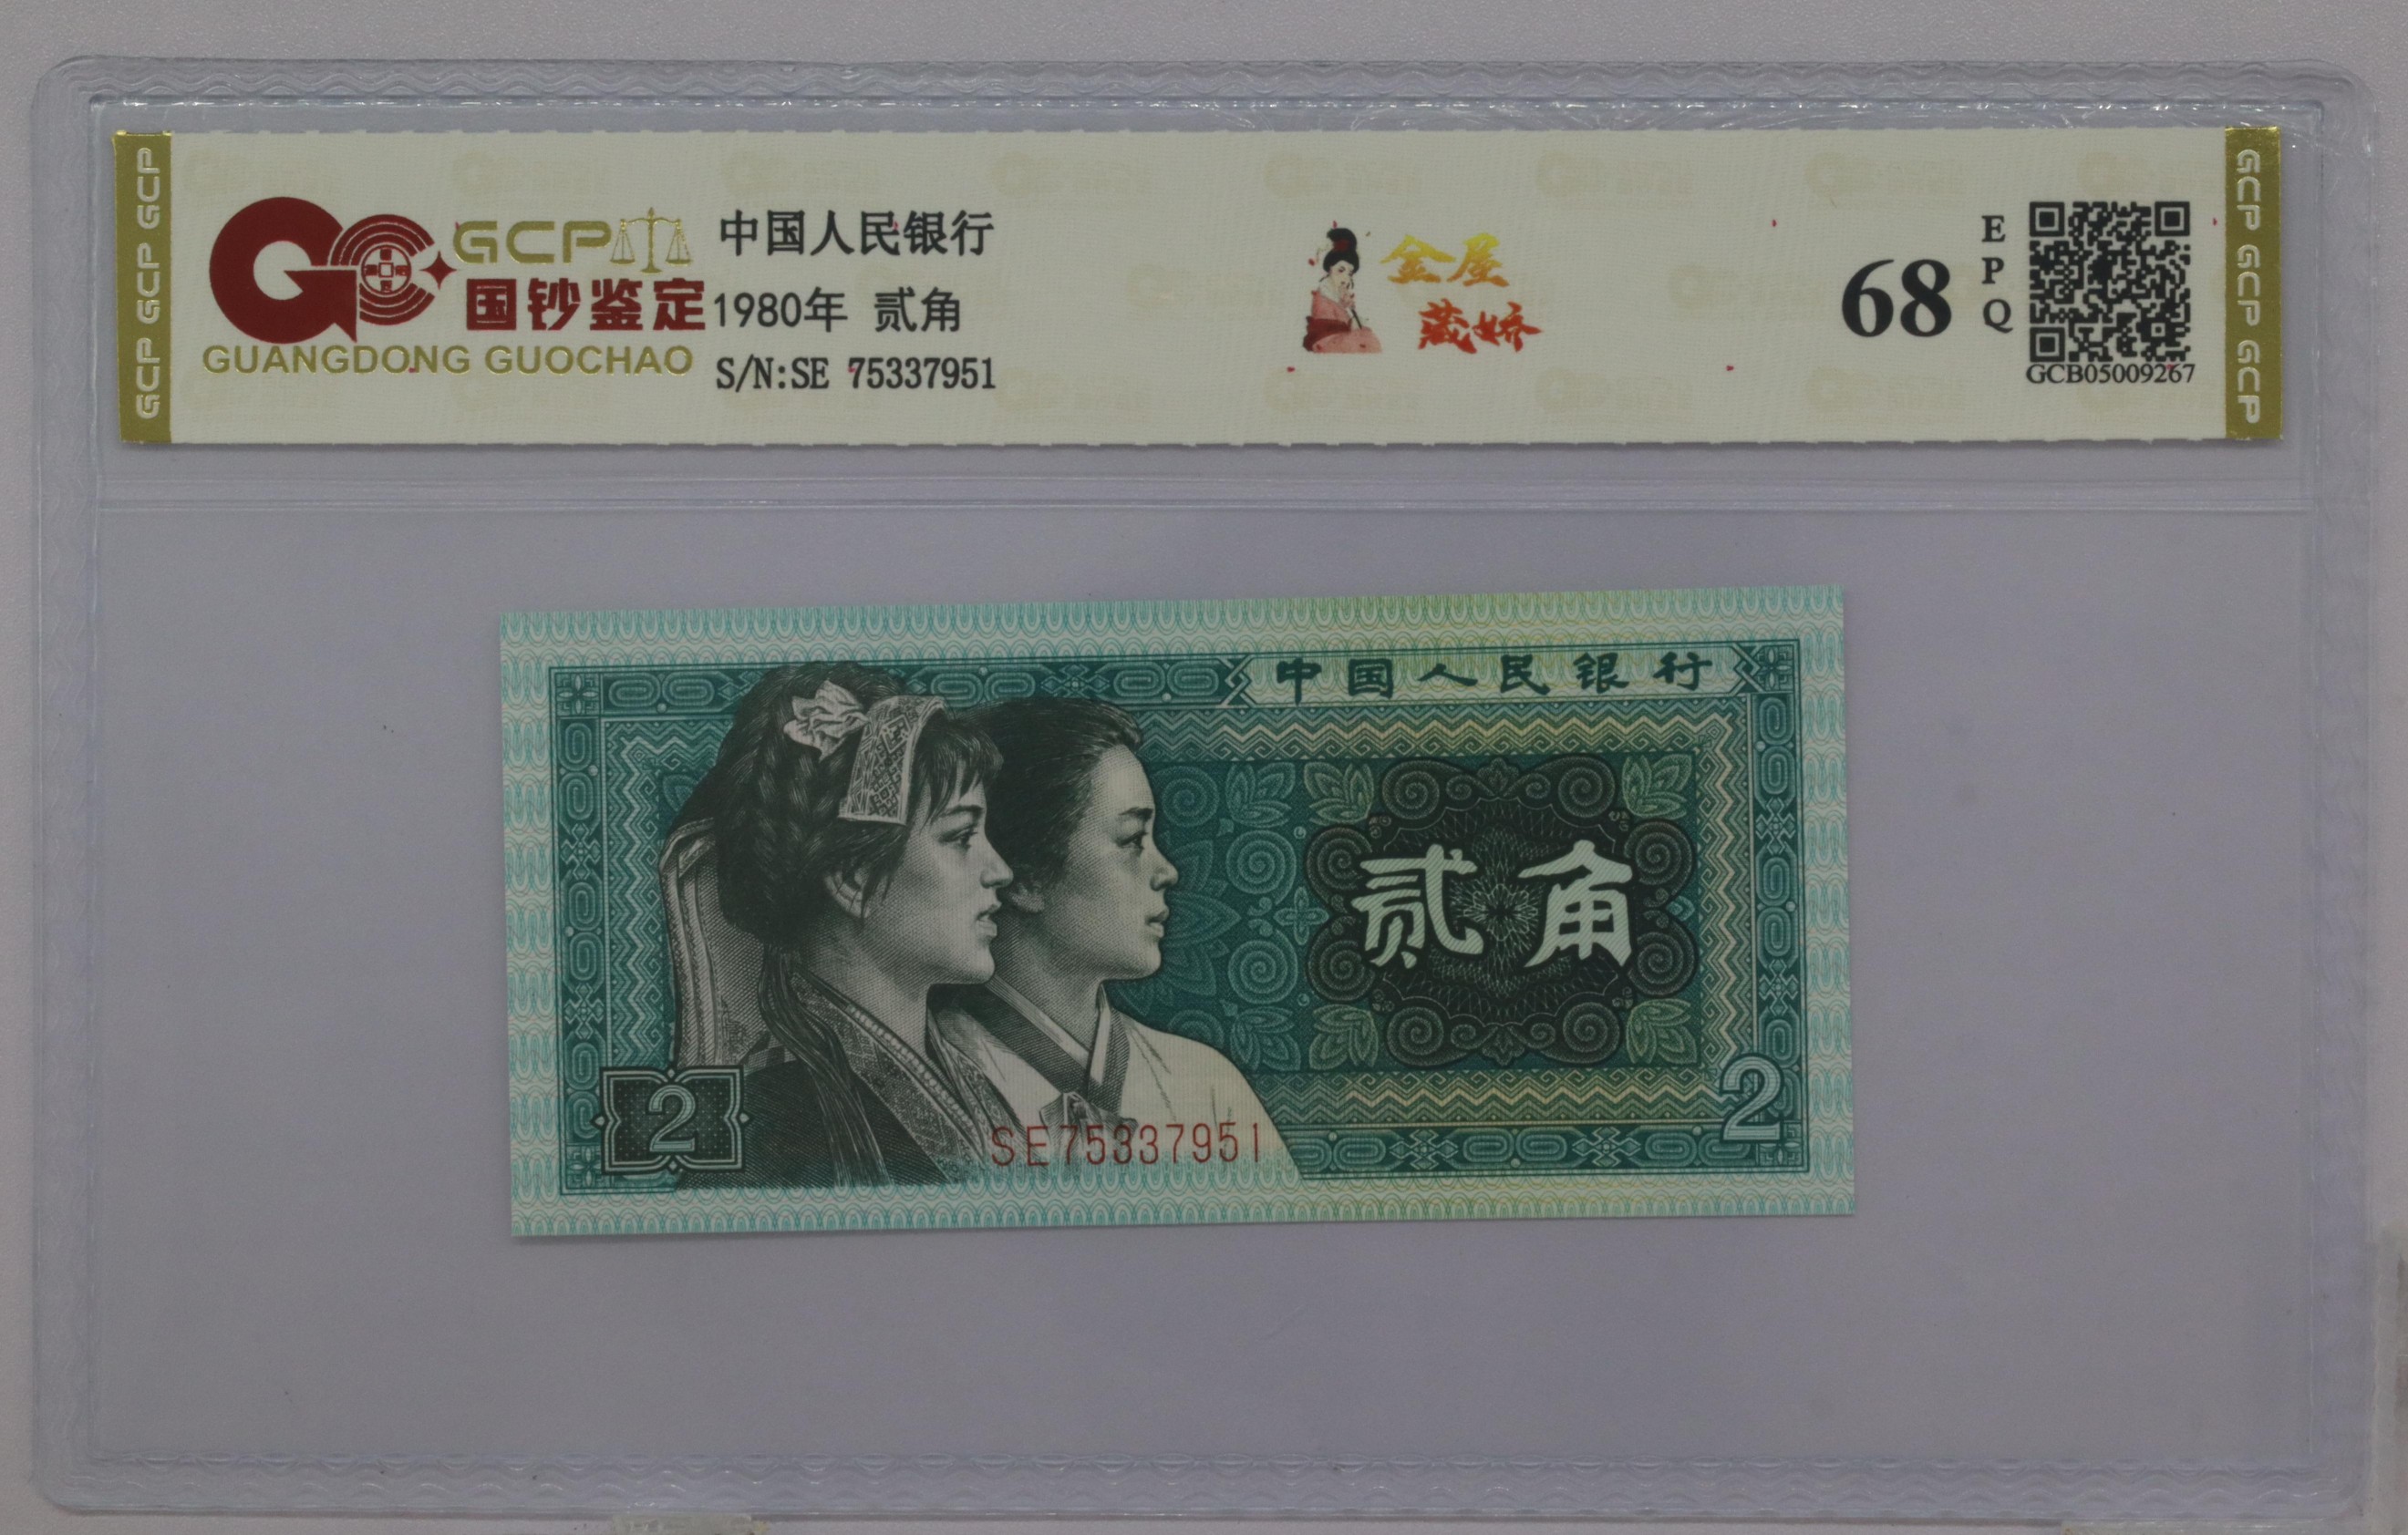 GCP GCP GCP
GCP
国钞鉴定
GUANGDONG GUOCHAO
中国人民银行
1980年 贰角
S/N:SE 75337951
金屋
藏娇
68
EPQ
GCB05009267
GCP GCP GCP
中国人民银行
贰角
2
2
SE75337951